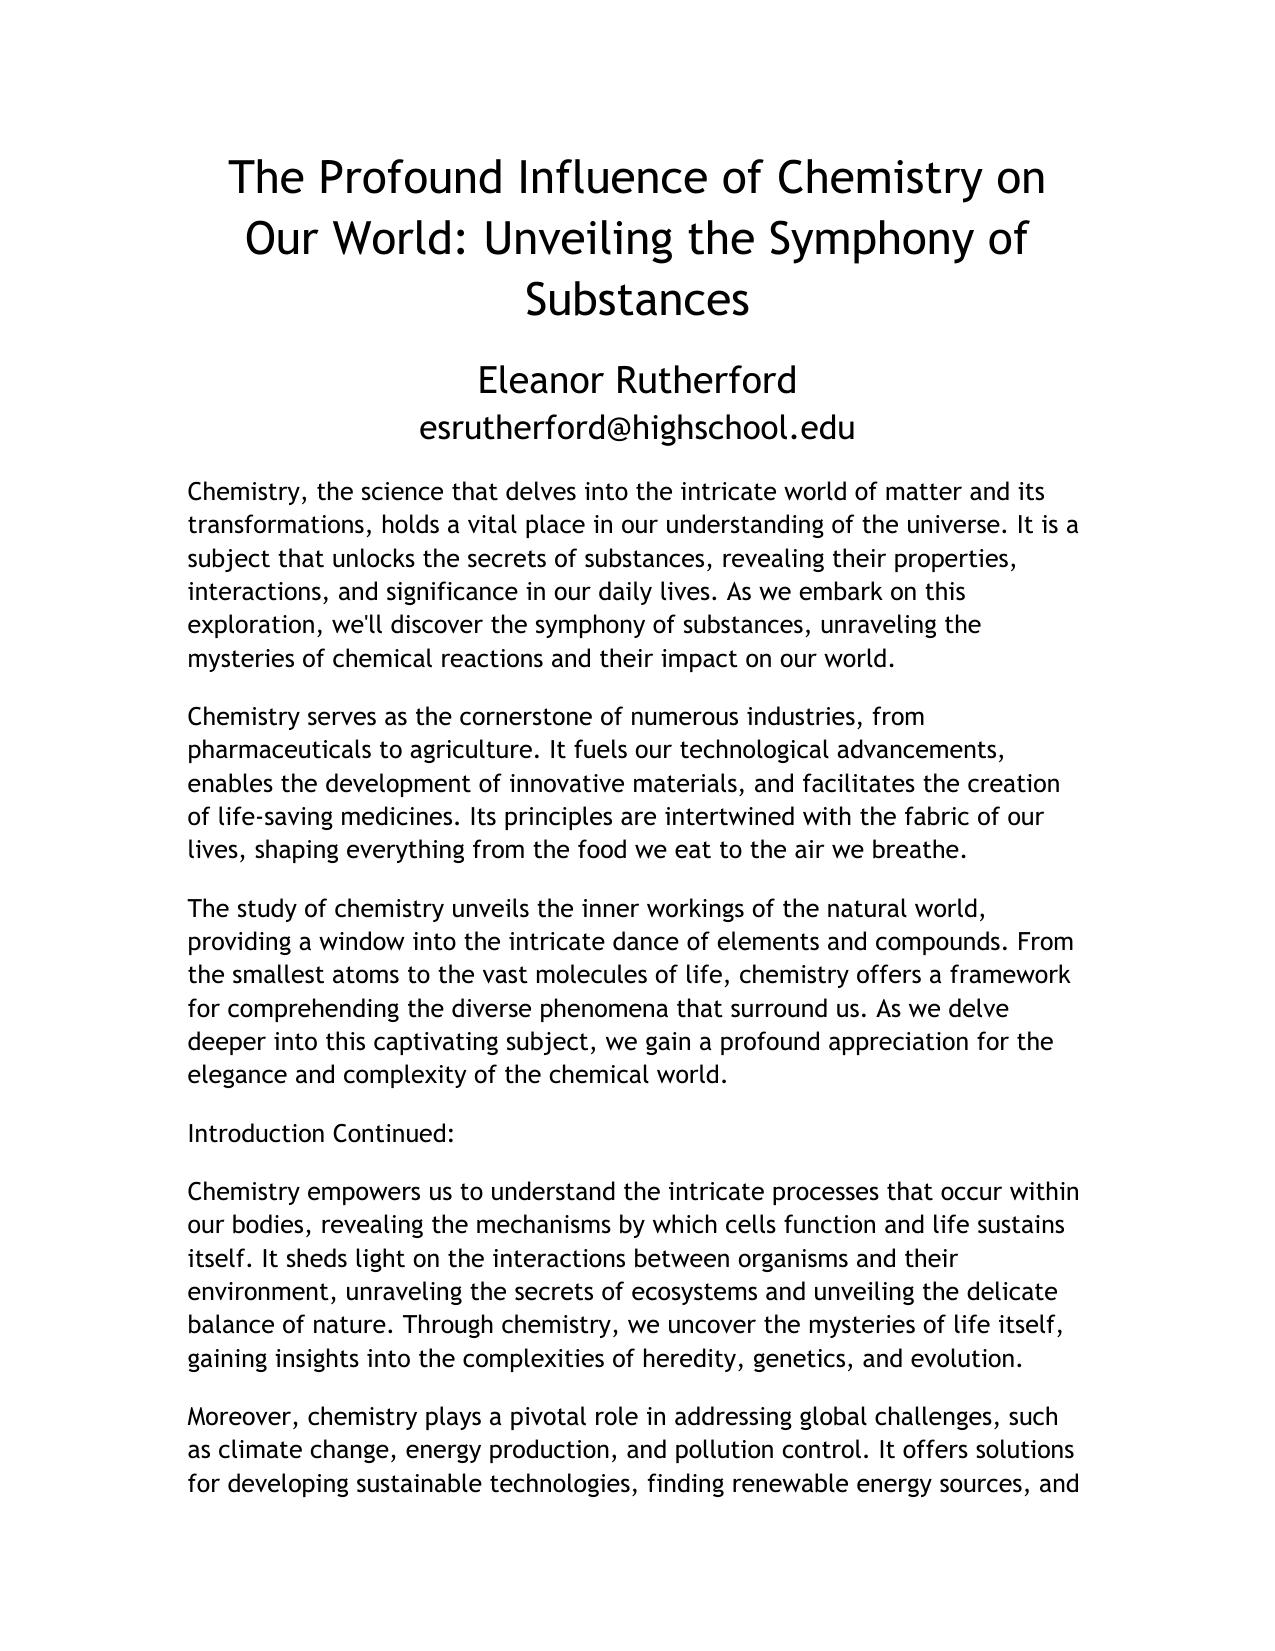 The Profound Influence of Chemistry on
Our World: Unveiling the Symphony of
Substances
Eleanor Rutherford
esrutherford@highschool.edu
Chemistry, the science that delves into the intricate world of matter and its
transformations, holds a vital place in our understanding of the universe. It is a
subject that unlocks the secrets of substances, revealing their properties,
interactions, and significance in our daily lives. As we embark on this
exploration, we'll discover the symphony of substances, unraveling the
mysteries of chemical reactions and their impact on our world.
Chemistry serves as the cornerstone of numerous industries, from
pharmaceuticals to agriculture. It fuels our technological advancements,
enables the development of innovative materials, and facilitates the creation
of life-saving medicines. Its principles are intertwined with the fabric of our
lives, shaping everything from the food we eat to the air we breathe.
The study of chemistry unveils the inner workings of the natural world,
providing a window into the intricate dance of elements and compounds. From
the smallest atoms to the vast molecules of life, chemistry offers a framework
for comprehending the diverse phenomena that surround us. As we delve
deeper into this captivating subject, we gain a profound appreciation for the
elegance and complexity of the chemical world.
Introduction Continued:
Chemistry empowers us to understand the intricate processes that occur within
our bodies, revealing the mechanisms by which cells function and life sustains
itself. It sheds light on the interactions between organisms and their
environment, unraveling the secrets of ecosystems and unveiling the delicate
balance of nature. Through chemistry, we uncover the mysteries of life itself,
gaining insights into the complexities of heredity, genetics, and evolution.
Moreover, chemistry plays a pivotal role in addressing global challenges, such
as climate change, energy production, and pollution control. It offers solutions
for developing sustainable technologies, finding renewable energy sources, and